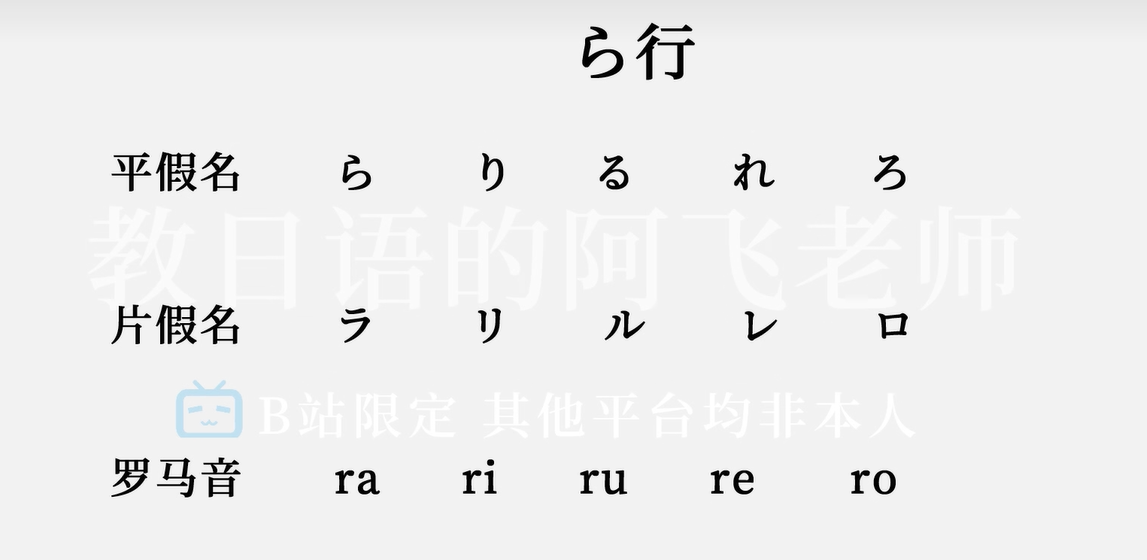 ら行
平假名 ら り る れ ろ
教日语的阿飞老师
片假名 ラ リ ル レ ロ
B站限定 其他平台均非本人
罗马音 ra ri ru re ro